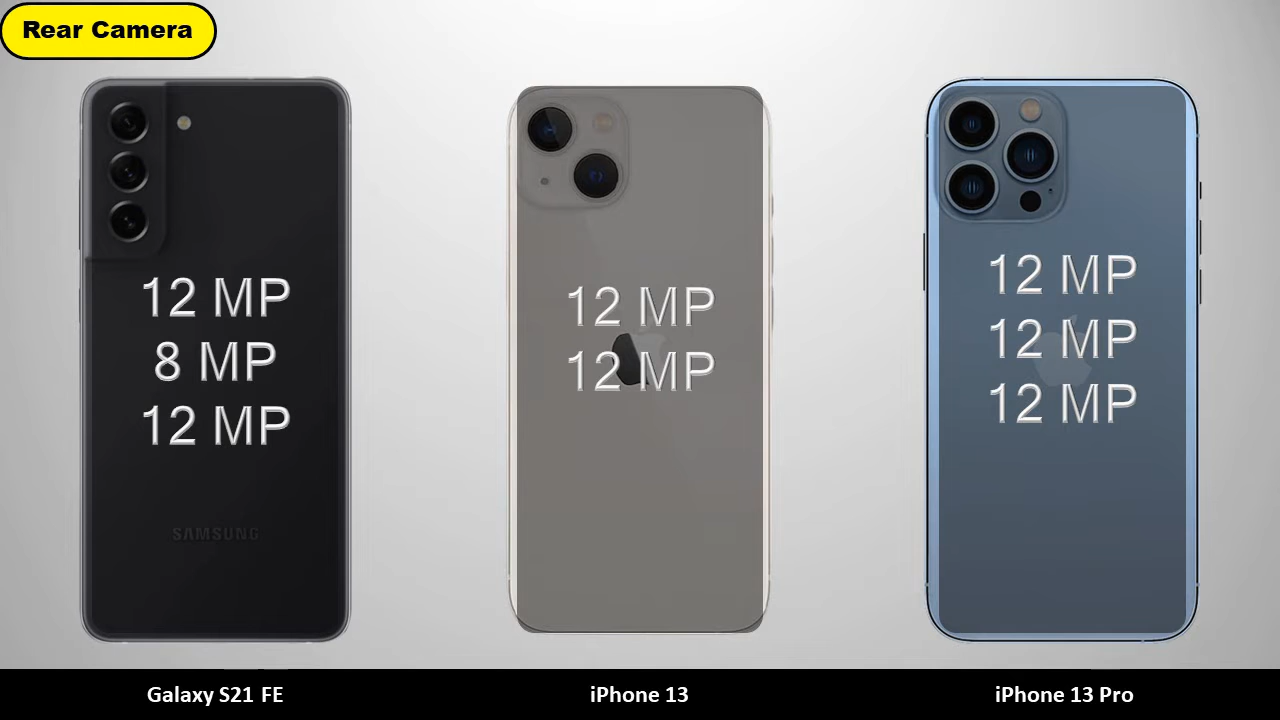 Rear Camera
12 MP
8 MP
12 MP
SAMSUNG
12 MP
12 MP
12 MP
12 MP
12 MP
Galaxy S21 FE
iPhone 13
iPhone 13 Pro